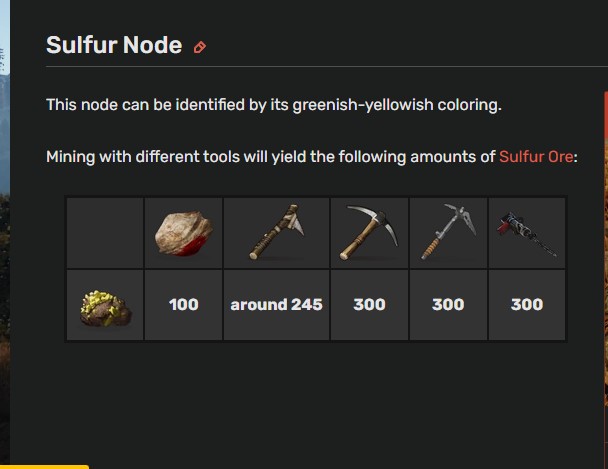 Sulfur Node
This node can be identified by its greenish-yellowish coloring.
Mining with different tools will yield the following amounts of Sulfur Ore:
100 around 245 300 300 300